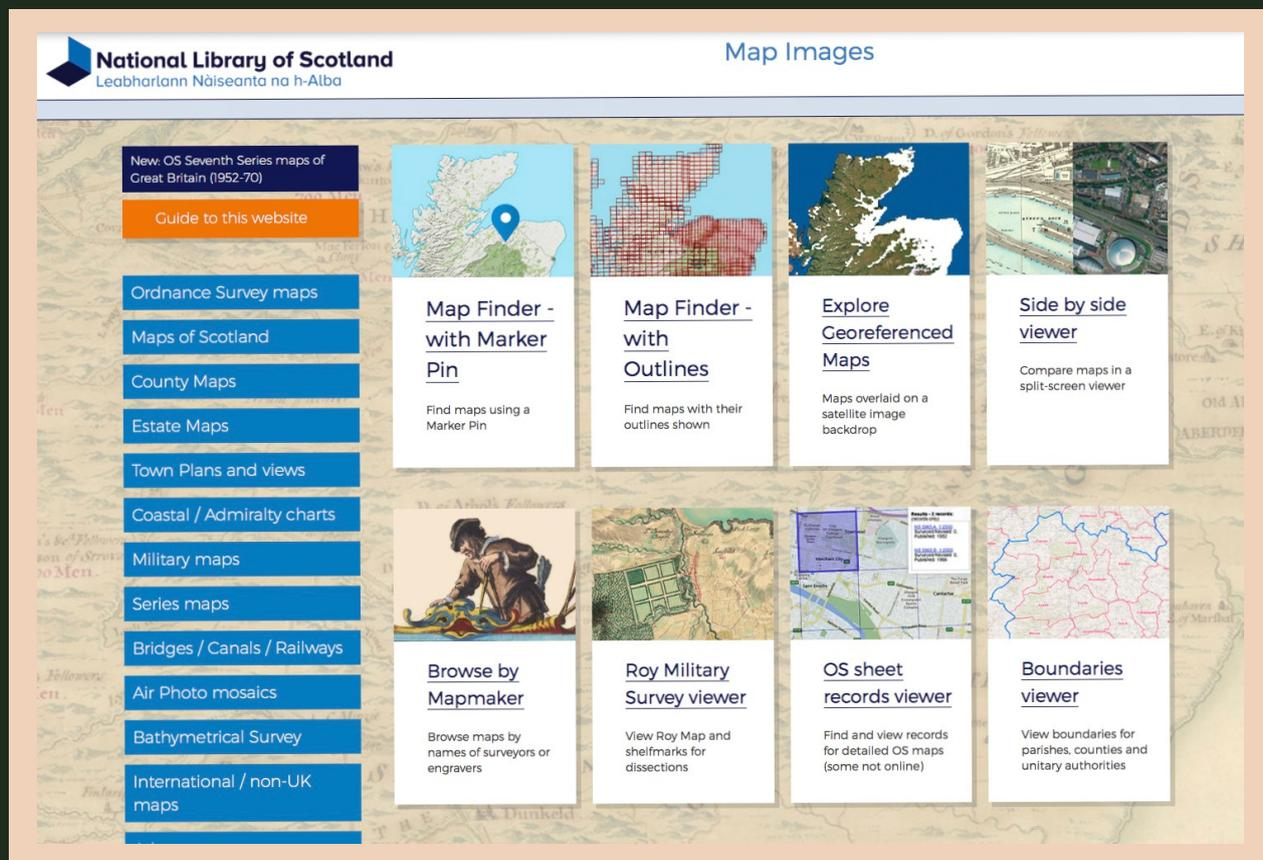 National Library of Scotland
Leabharlann Nàiseanta na h-Alba
Map Images
New: OS Seventh Series maps of
Great Britain (1952-70)
Guide to this website
Ordnance Survey maps
Maps of Scotland
County Maps
Estate Maps
Town Plans and views
Coastal / Admiralty charts
Military maps
Series maps
Bridges / Canals / Railways
Air Photo mosaics
Bathymetrical Survey
International / non-UK
maps
Map Finder -
with Marker
Pin
Find maps using a
Marker Pin
Map Finder -
with
Outlines
Find maps with their
outlines shown
Explore
Georeferenced
Maps
Maps overlaid on a
satellite image
backdrop
Side by side
viewer
Compare maps in a
split-screen viewer
Browse by
Mapmaker
Browse maps by
names of surveyors or
engravers
Roy Military
Survey viewer
View Roy Map and
shelfmarks for
dissections
OS sheet
records viewer
Find and view records
for detailed OS maps
(some not online)
Boundaries
viewer
View boundaries for
parishes, counties and
unitary authorities
D. of Gordon's Followers
D. of Athol's Followers
Dunkeld